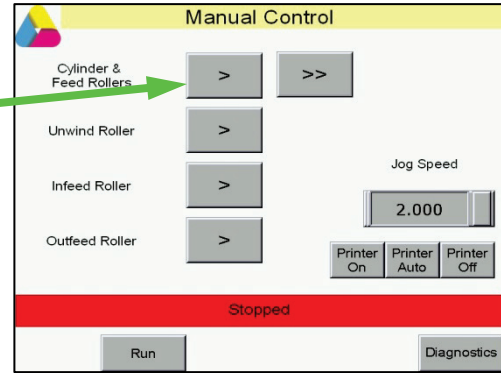 Manual Control
Cylinder &
Feed Rollers
>
>>
Unwind Roller
>
Infeed Roller
>
Outfeed Roller
>
Jog Speed
2.000
Printer On
Printer Auto
Printer Off
Stopped
Run
Diagnostics